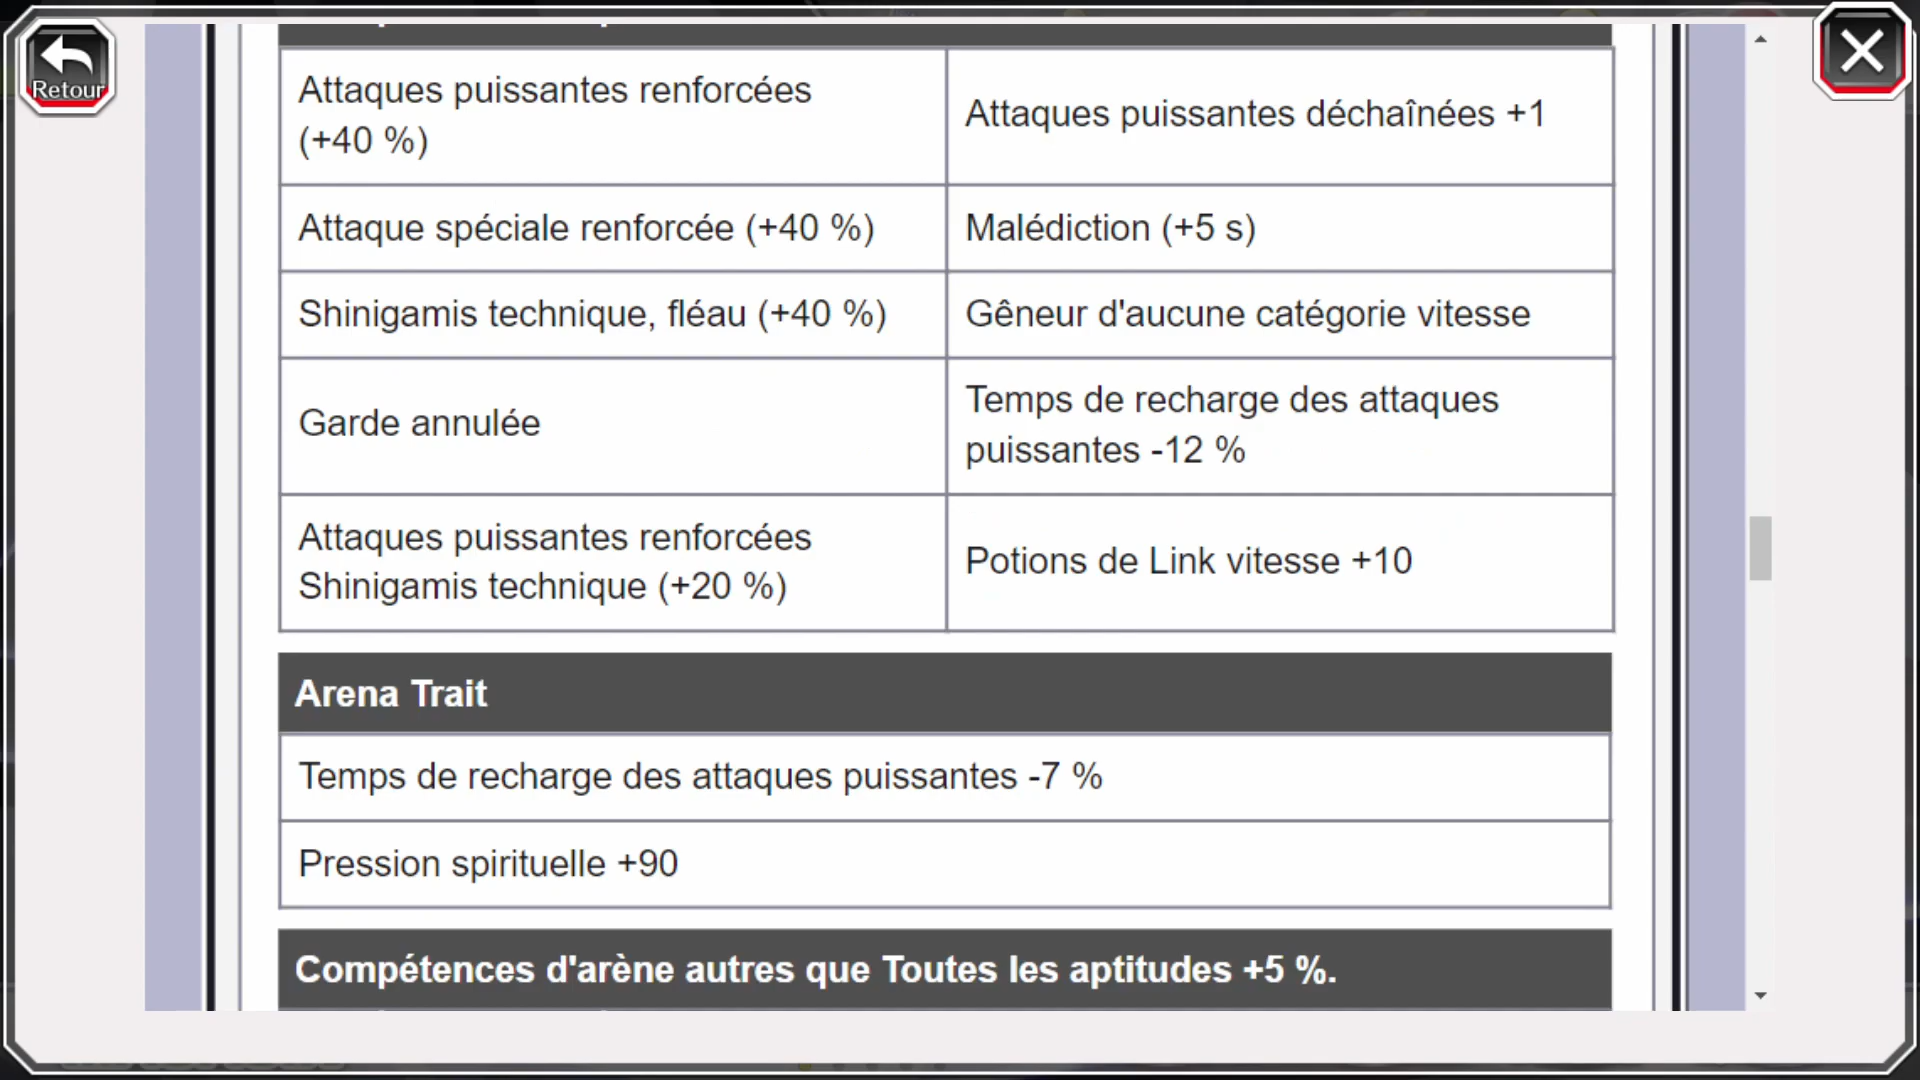 Retour
Attaques puissantes renforcées
(+40 %)
Attaques puissantes déchaînées +1
Attaque spéciale renforcée (+40 %)
Malédiction (+5 s)
Shinigamis technique, fléau (+40 %)
Gêneur d'aucune catégorie vitesse
Garde annulée
Temps de recharge des attaques
puissantes -12 %
Attaques puissantes renforcées
Shinigamis technique (+20 %)
Potions de Link vitesse +10
Arena Trait
Temps de recharge des attaques puissantes -7 %
Pression spirituelle +90
Compétences d'arène autres que Toutes les aptitudes +5 %.